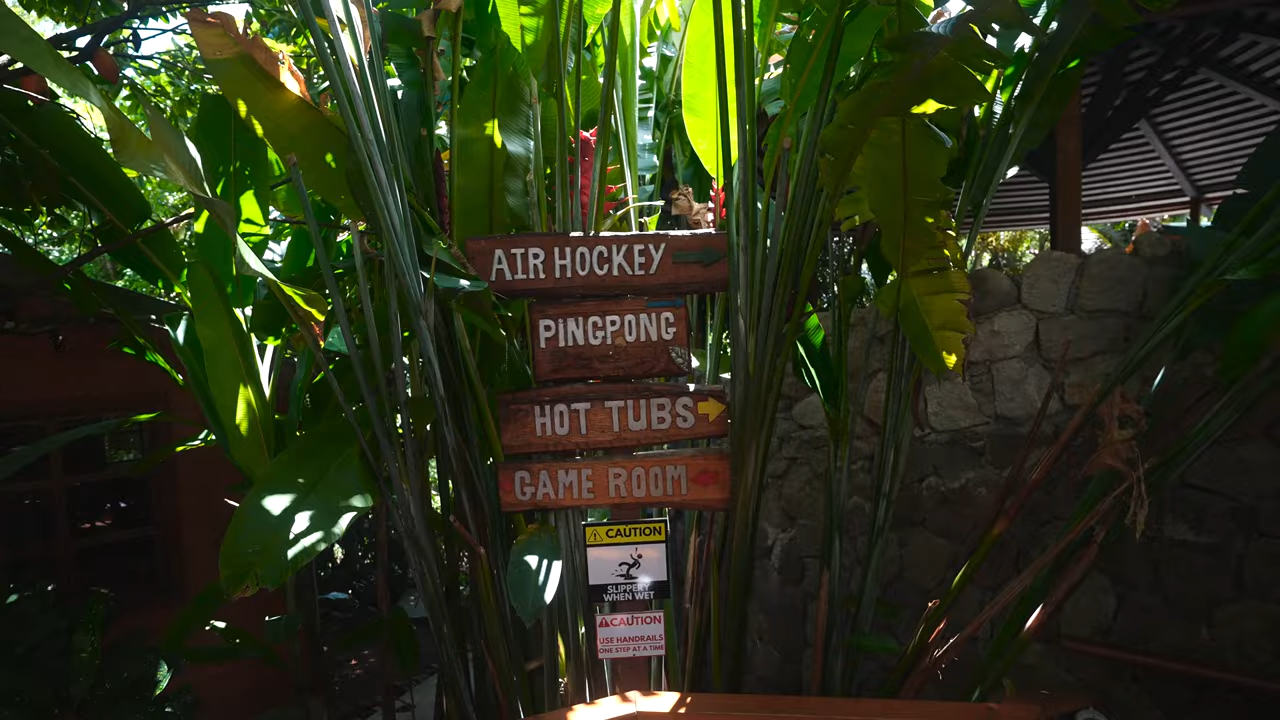 AIR HOCKEY
PiNGPONG
HOT TUBS
GAME ROOM
CAUTION
SLIPPERY
WHEN WET
CAUTION
USE HANDRAILS
ONE STEP AT A TIME